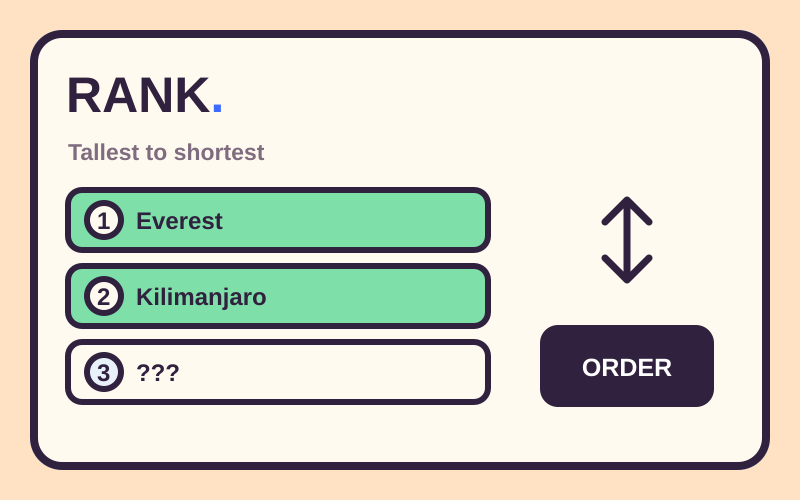 RANK.
Tallest to shortest
1 Everest
2 Kilimanjaro
3 ???
ORDER